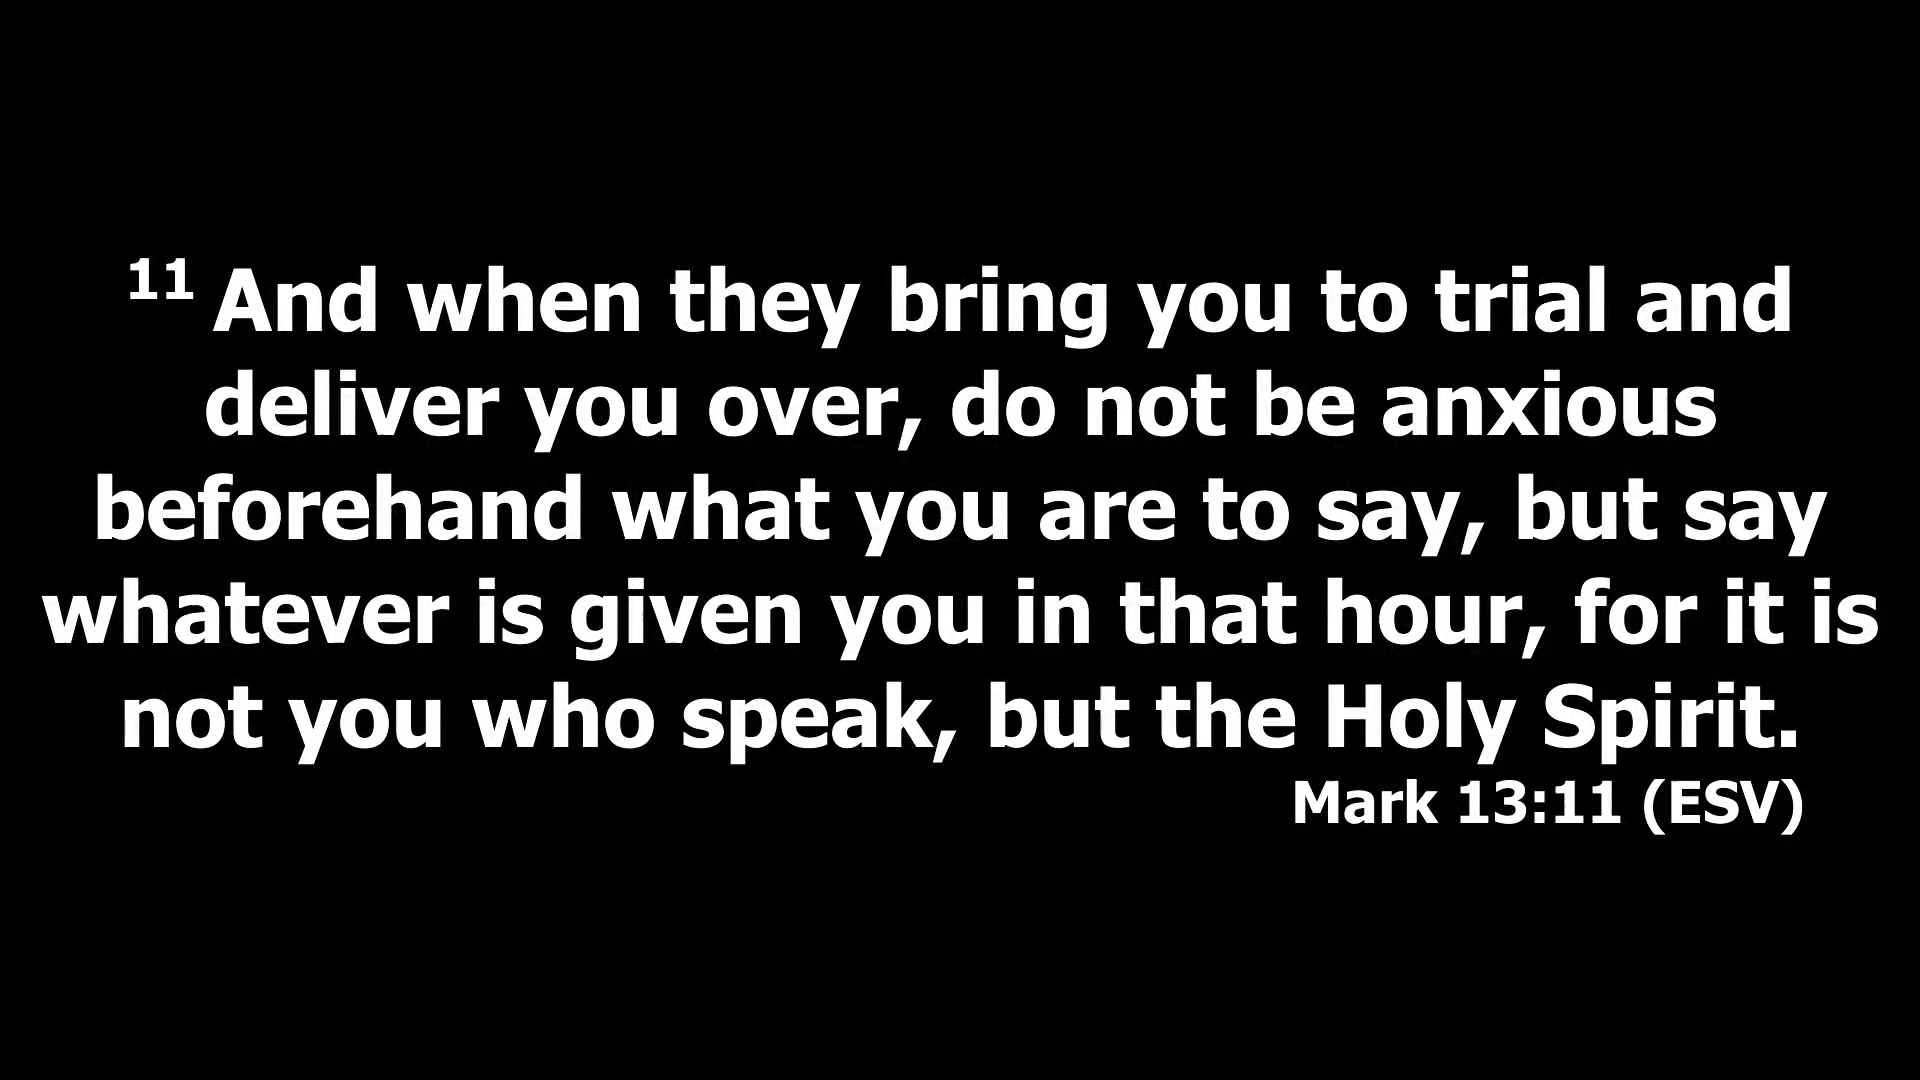 11 And when they bring you to trial and
deliver you over, do not be anxious
beforehand what you are to say, but say
whatever is given you in that hour, for it is
not you who speak, but the Holy Spirit.
Mark 13:11 (ESV)